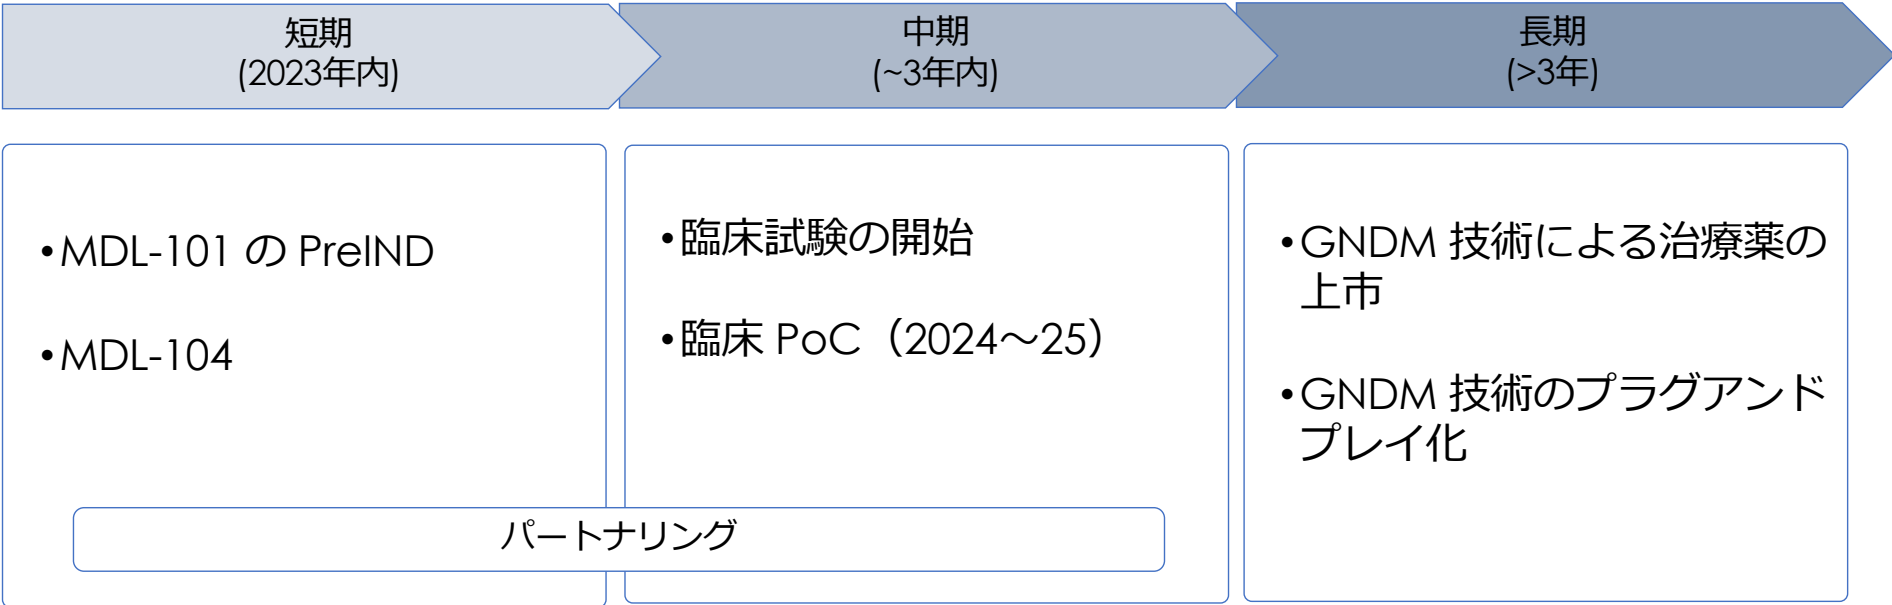 短期
(2023年内)
中期
(~3年内)
長期
(>3年)
•MDL-101 の PreIND
•MDL-104
•臨床試験の開始
•臨床 PoC（2024～25）
•GNDM 技術による治療薬の
上市
•GNDM 技術のプラグアンド
プレイ化
パートナリング